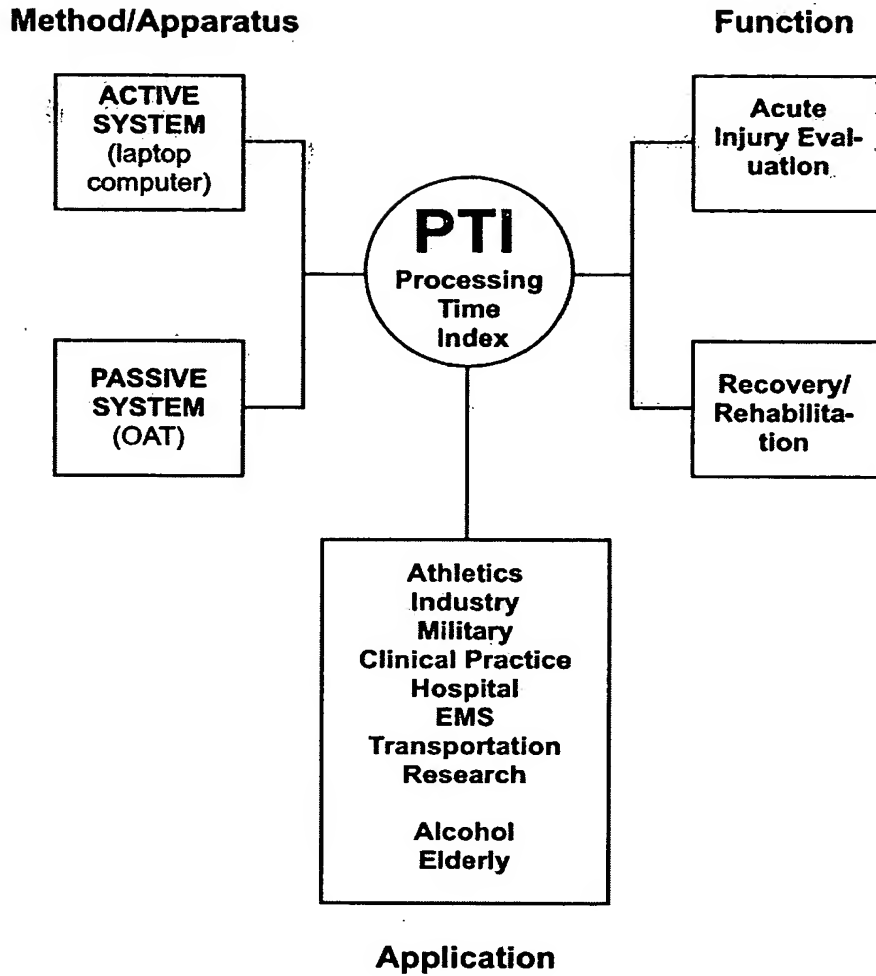 Method/Apparatus
Function
ACTIVE
SYSTEM
(laptop
computer)
PASSIVE
SYSTEM
(OAT)
PTI
Processing
Time
Index
Acute
Injury Eval-
uation
Recovery/
Rehabilita-
tion
Athletics
Industry
Military
Clinical Practice
Hospital
EMS
Transportation
Research
Alcohol
Elderly
Application